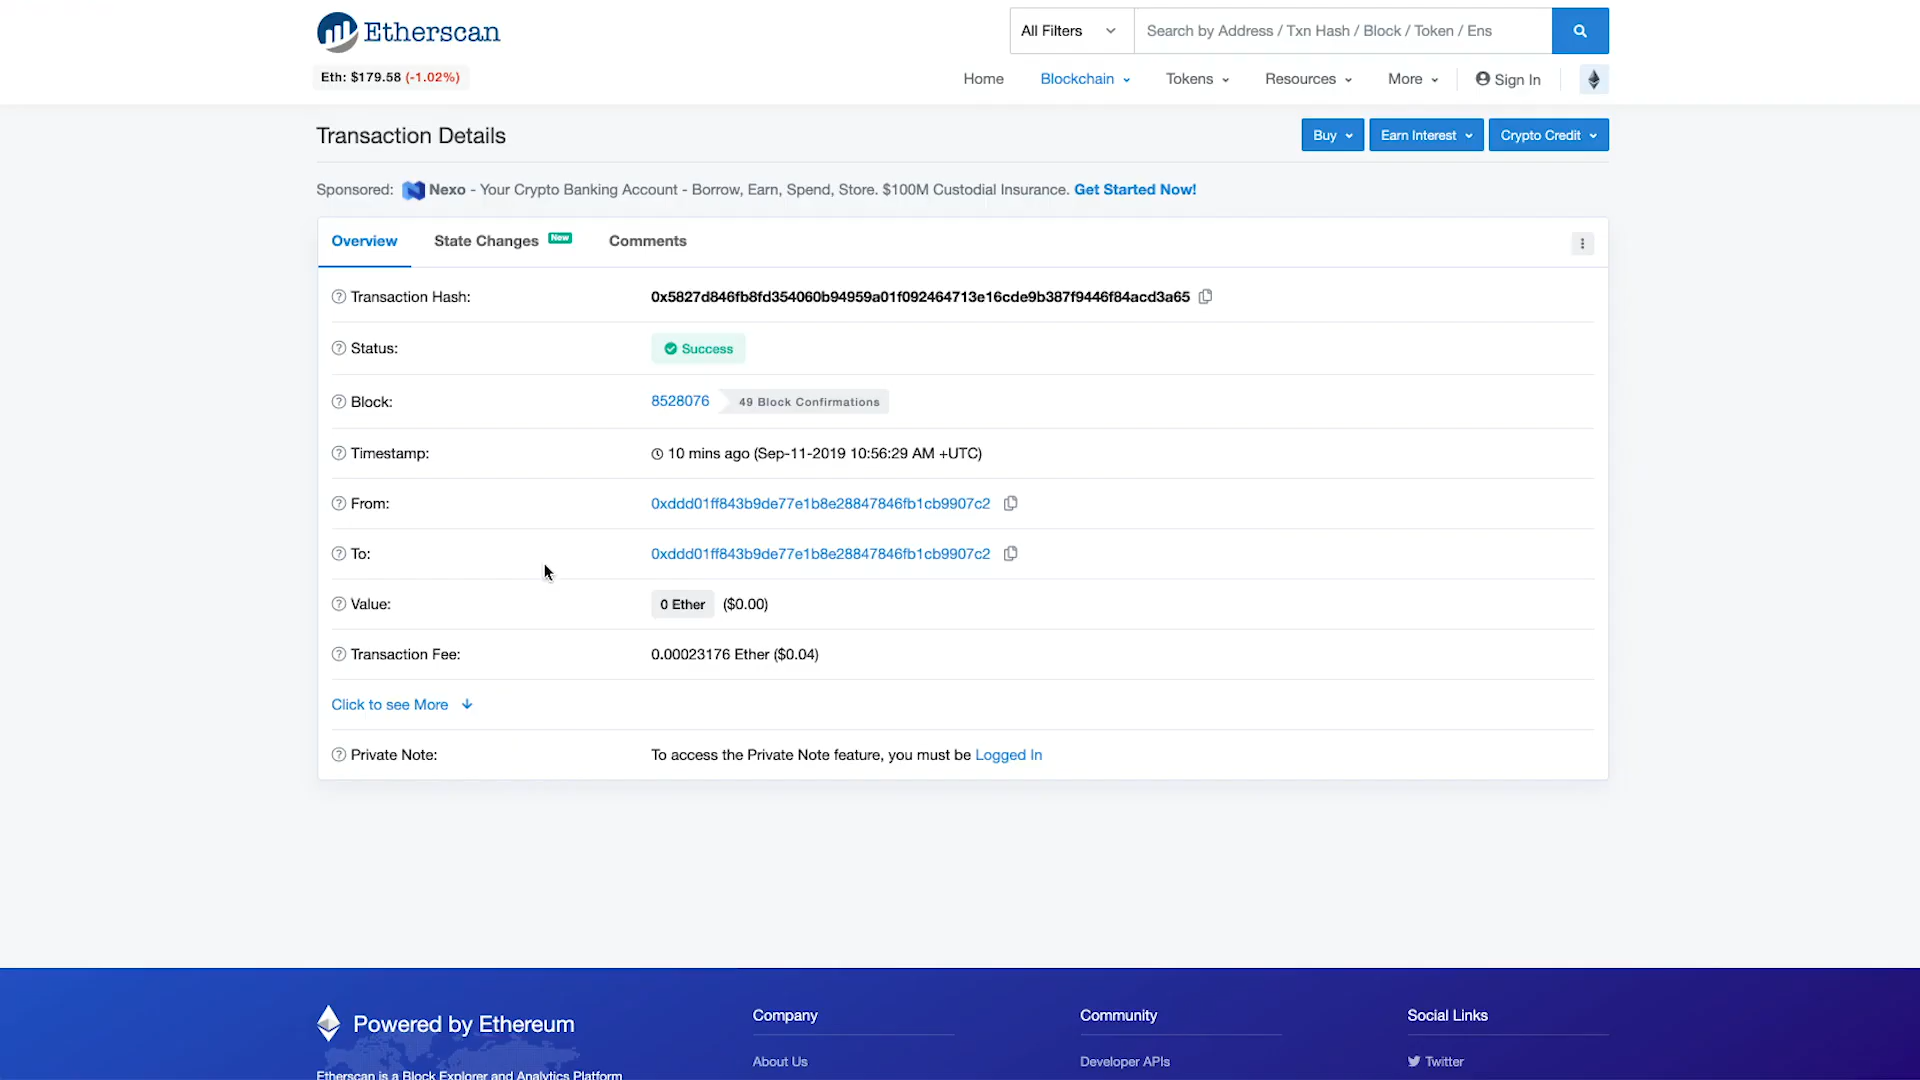 Etherscan
All Filters
Search by Address / Txn Hash / Block / Token / Ens
Eth: $179.58 (-1.02%)
Home
Blockchain
Tokens
Resources
More
Sign In
Transaction Details
Buy
Earn Interest
Crypto Credit
Sponsored: Nexo - Your Crypto Banking Account - Borrow, Earn, Spend, Store. $100M Custodial Insurance. Get Started Now!
Overview
State Changes New
Comments
Transaction Hash: 0x5827d846fb8fd354060b94959a01f092464713e16cde9b387f9446f84acd3a65
Status: Success
Block: 8528076 49 Block Confirmations
Timestamp: 10 mins ago (Sep-11-2019 10:56:29 AM +UTC)
From: 0xddd01ff843b9de77e1b8e28847846fb1cb9907c2
To: 0xddd01ff843b9de77e1b8e28847846fb1cb9907c2
Value: 0 Ether ($0.00)
Transaction Fee: 0.00023176 Ether ($0.04)
Click to see More
Private Note: To access the Private Note feature, you must be Logged In
Powered by Ethereum
Etherscan is a Block Explorer and Analytics Platform
Company
About Us
Community
Developer APIs
Social Links
Twitter